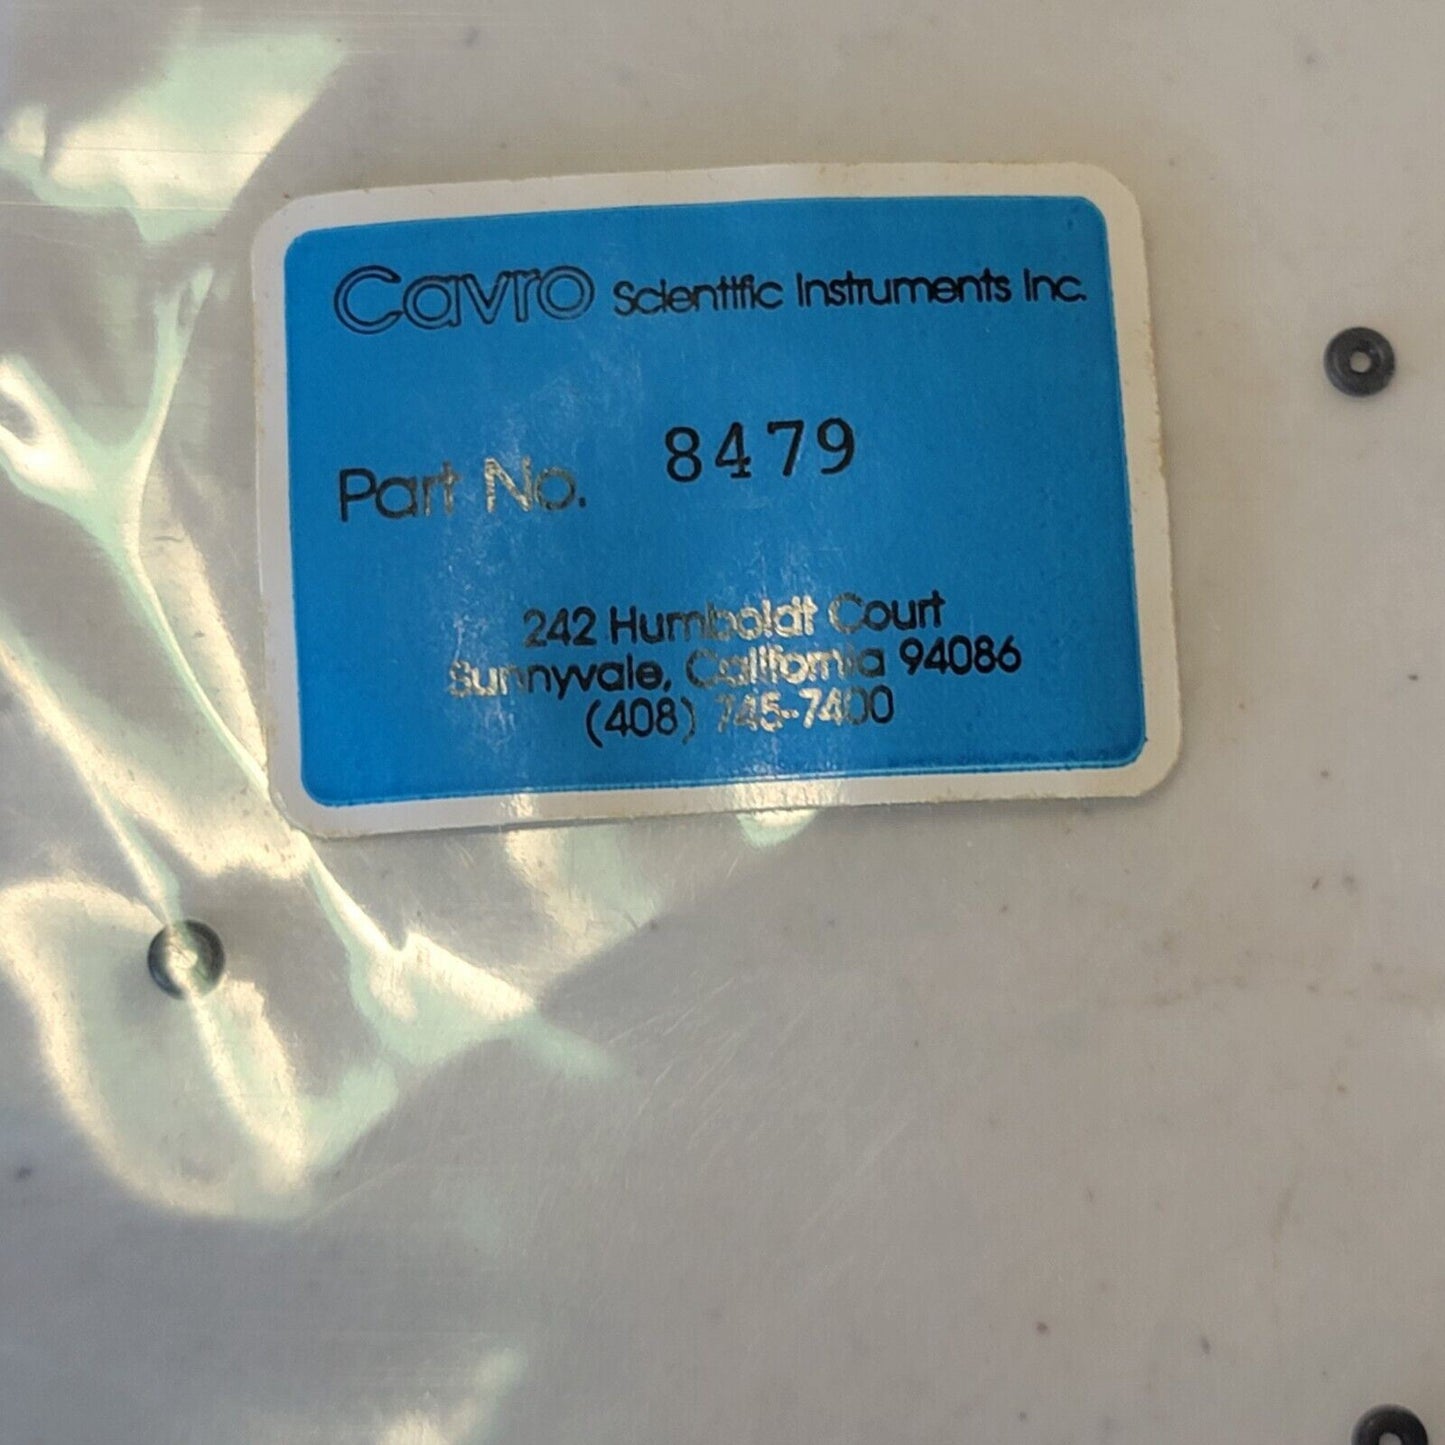 Cavro Scientific Instruments Inc.
Part No. 8479
242 Humboldt Court
Sunnyvale, California 94086
(408) 745-7400